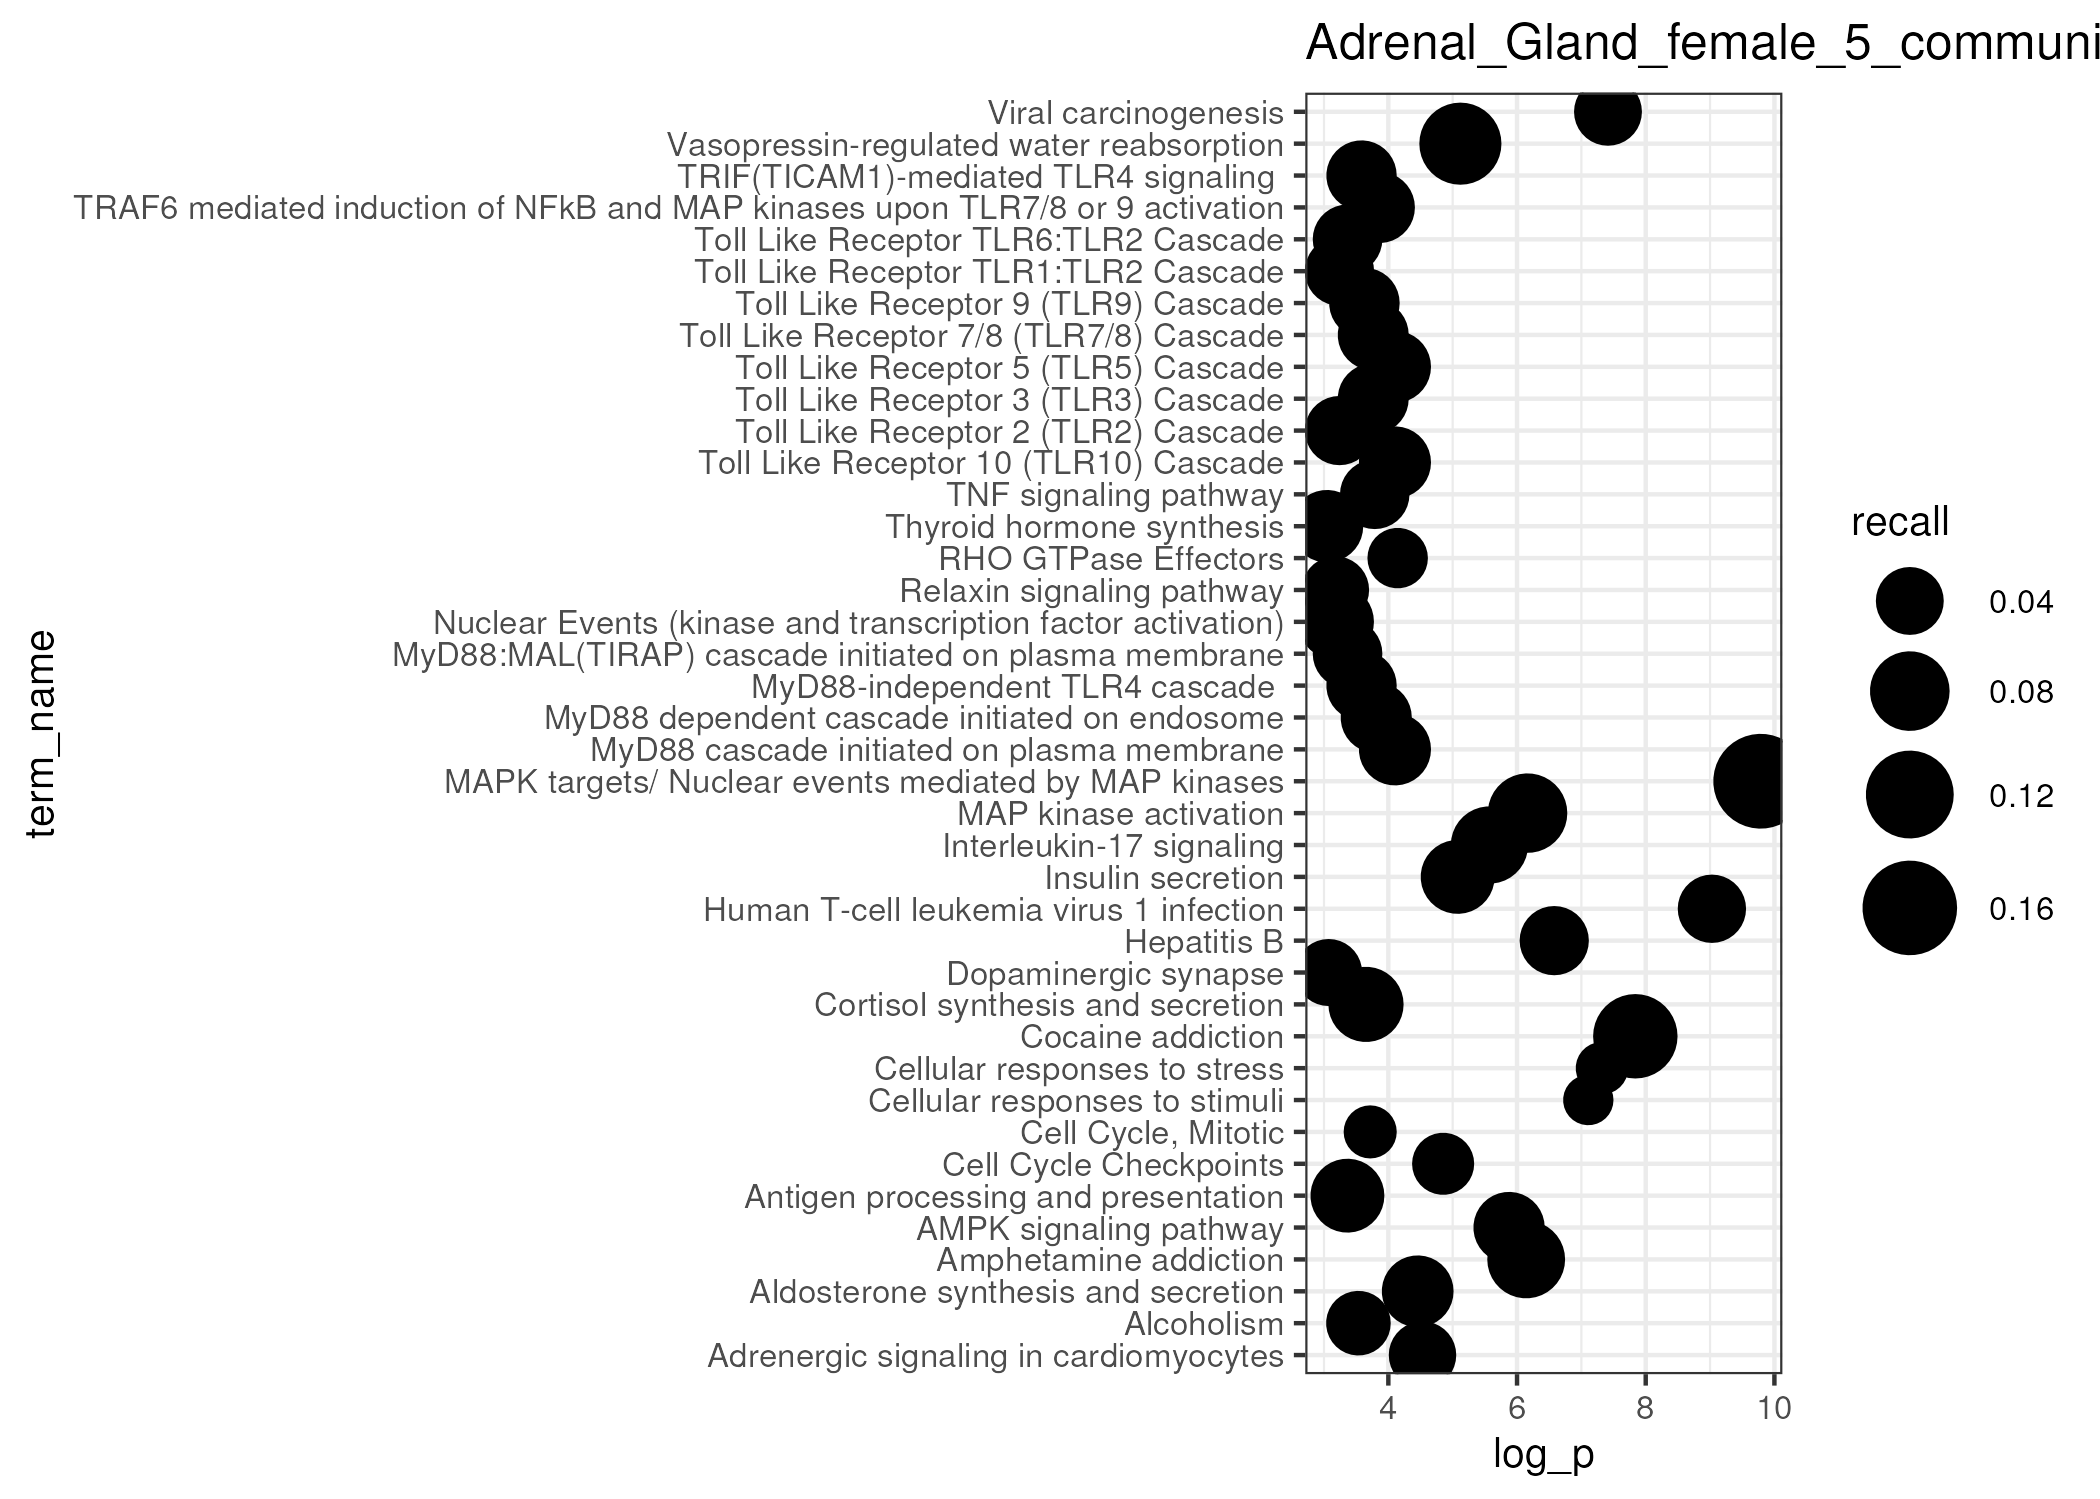 Adrenal_Gland_female_5_communi
Viral carcinogenesis
Vasopressin-regulated water reabsorption
TRIF(TICAM1)-mediated TLR4 signaling
TRAF6 mediated induction of NFkB and MAP kinases upon TLR7/8 or 9 activation
Toll Like Receptor TLR6:TLR2 Cascade
Toll Like Receptor TLR1:TLR2 Cascade
Toll Like Receptor 9 (TLR9) Cascade
Toll Like Receptor 7/8 (TLR7/8) Cascade
Toll Like Receptor 5 (TLR5) Cascade
Toll Like Receptor 3 (TLR3) Cascade
Toll Like Receptor 2 (TLR2) Cascade
Toll Like Receptor 10 (TLR10) Cascade
TNF signaling pathway
Thyroid hormone synthesis
RHO GTPase Effectors
Relaxin signaling pathway
Nuclear Events (kinase and transcription factor activation)
MyD88:MAL(TIRAP) cascade initiated on plasma membrane
MyD88-independent TLR4 cascade
MyD88 dependent cascade initiated on endosome
MyD88 cascade initiated on plasma membrane
MAPK targets/ Nuclear events mediated by MAP kinases
MAP kinase activation
Interleukin-17 signaling
Insulin secretion
Human T-cell leukemia virus 1 infection
Hepatitis B
Dopaminergic synapse
Cortisol synthesis and secretion
Cocaine addiction
Cellular responses to stress
Cellular responses to stimuli
Cell Cycle, Mitotic
Cell Cycle Checkpoints
Antigen processing and presentation
AMPK signaling pathway
Amphetamine addiction
Aldosterone synthesis and secretion
Alcoholism
Adrenergic signaling in cardiomyocytes
term_name
4 6 8 10
log_p
recall
0.04
0.08
0.12
0.16